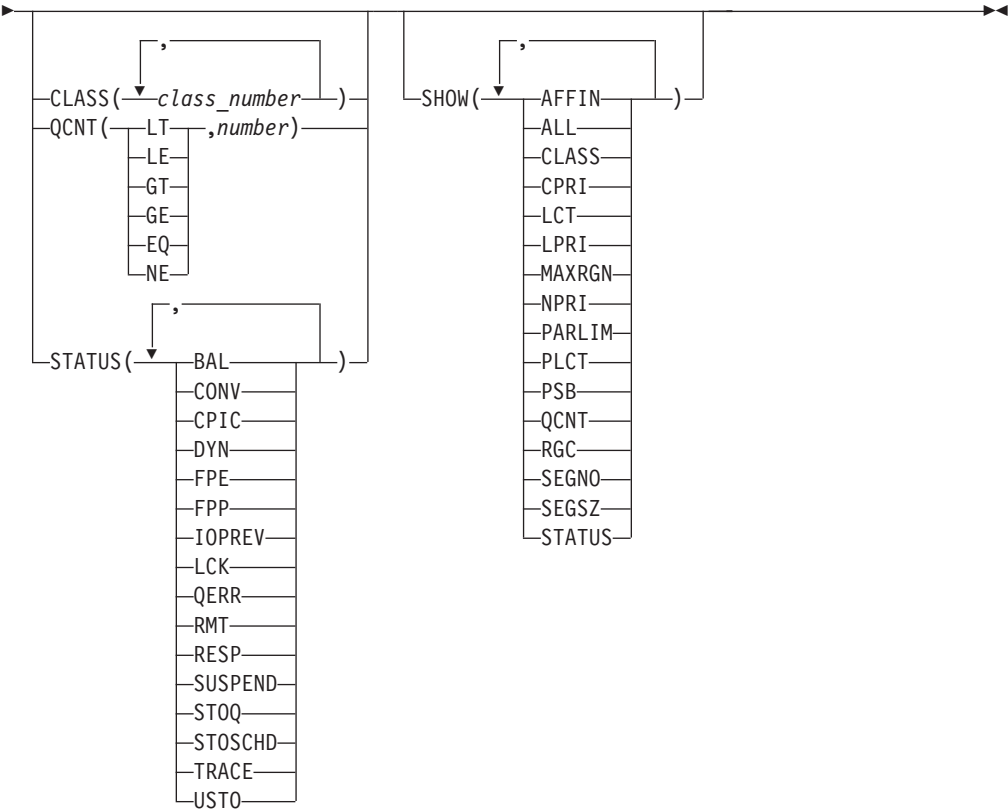 ,
CLASS( class_number )
QCNT( LT ,number)
LE
GT
GE
EQ
NE
,
STATUS( BAL )
CONV
CPIC
DYN
FPE
FPP
IOPREV
LCK
QERR
RMT
RESP
SUSPEND
STOQ
STOSCHD
TRACE
USTO
,
SHOW( AFFIN )
ALL
CLASS
CPRI
LCT
LPRI
MAXRGN
NPRI
PARLIM
PLCT
PSB
QCNT
RGC
SEGNO
SEGSZ
STATUS